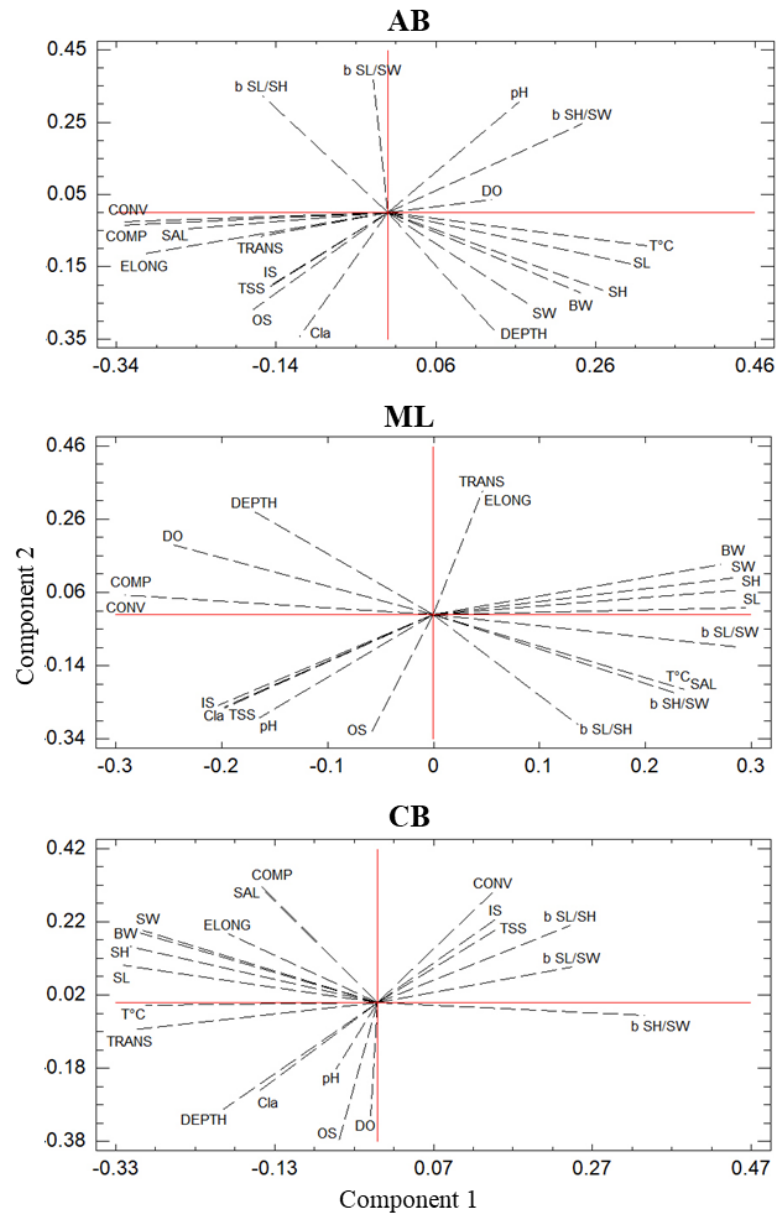 AB
0.45
b SL/SW
b SL/SH
pH
b SH/SW
0.25
DO
0.05
CONV
COMP
SAL
TRANS
T°C
ELONG
SL
-0.15
IS
TSS
SH
BW
SW
OS
Cla
DEPTH
-0.35
-0.34 -0.14 0.06 0.26 0.46
ML
0.46
TRANS
ELONG
DEPTH
0.26
DO
BW
SW
COMP
SH
0.06
SL
CONV
b SL/SW
-0.14
T°C SAL
IS
b SH/SW
Cla TSS
pH
OS
b SL/SH
-0.34
-0.3 -0.2 -0.1 0 0.1 0.2 0.3
Component 2
CB
0.42
COMP
CONV
SAL
IS
b SL/SH
SW
ELONG
TSS
0.22
BW
SH
b SL/SW
SL
0.02
T°C
b SH/SW
TRANS
-0.18
pH
Cla
DEPTH
OS
DO
-0.38
-0.33 -0.13 0.07 0.27 0.47
Component 1